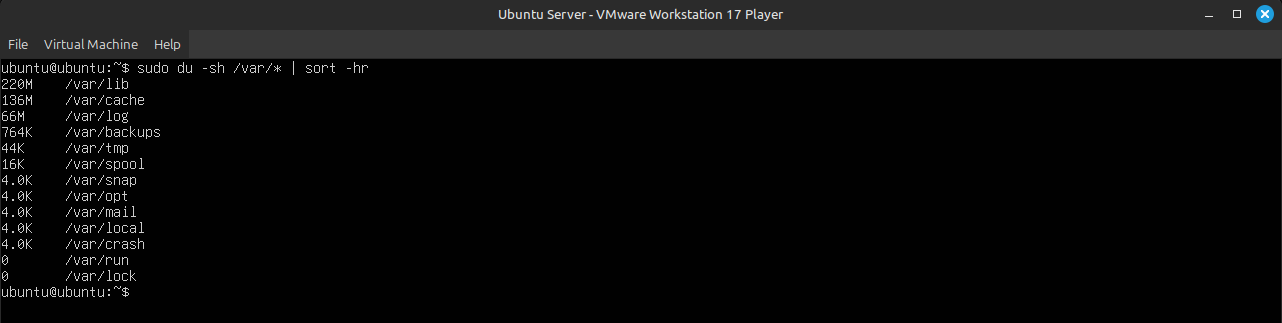 Ubuntu Server - VMware Workstation 17 Player
File Virtual Machine Help
ubuntu@ubuntu:~$ sudo du -sh /var/* | sort -hr
220M /var/lib
136M /var/cache
66M /var/log
764K /var/backups
44K /var/tmp
16K /var/spool
4.0K /var/snap
4.0K /var/opt
4.0K /var/mail
4.0K /var/local
4.0K /var/crash
0 /var/run
0 /var/lock
ubuntu@ubuntu:~$